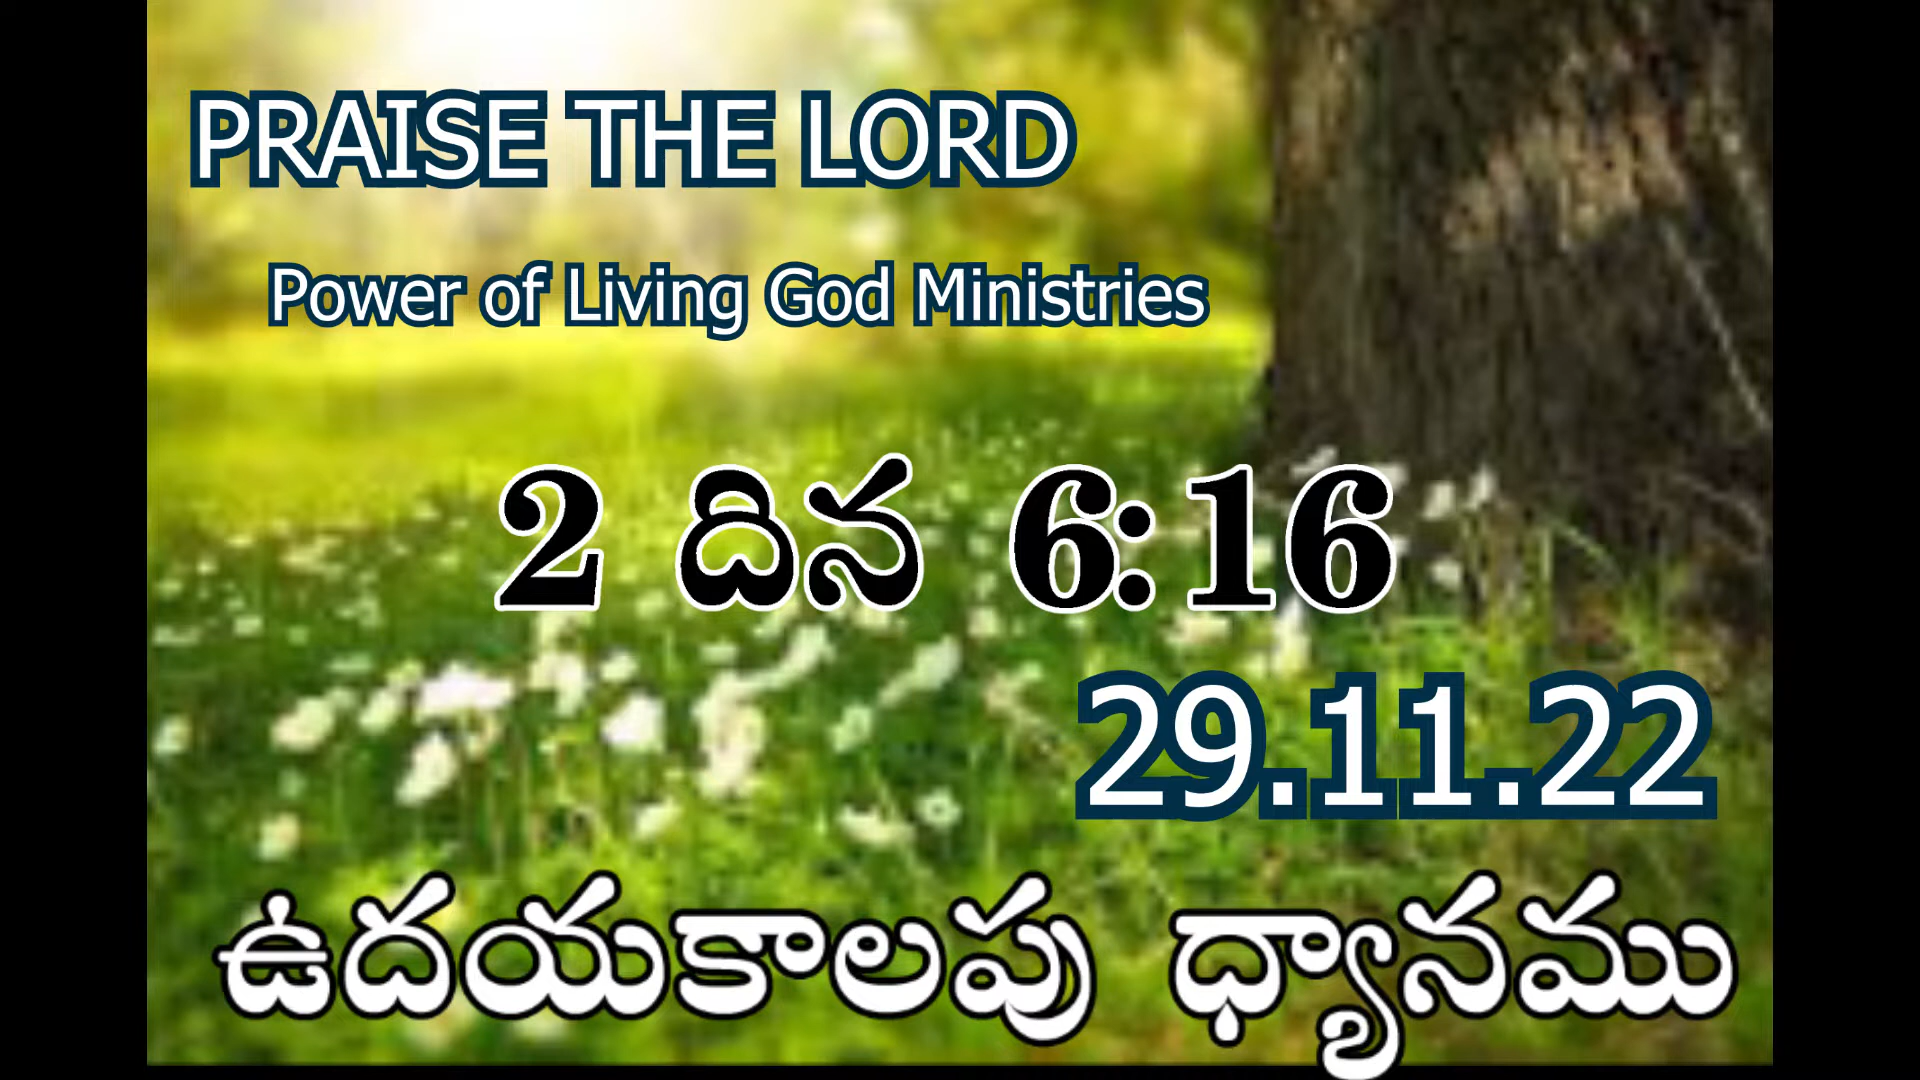 PRAISE THE LORD
Power of Living God Ministries
2 దిన 6:16
29.11.22
ఉదయకాలపు ధ్యానము